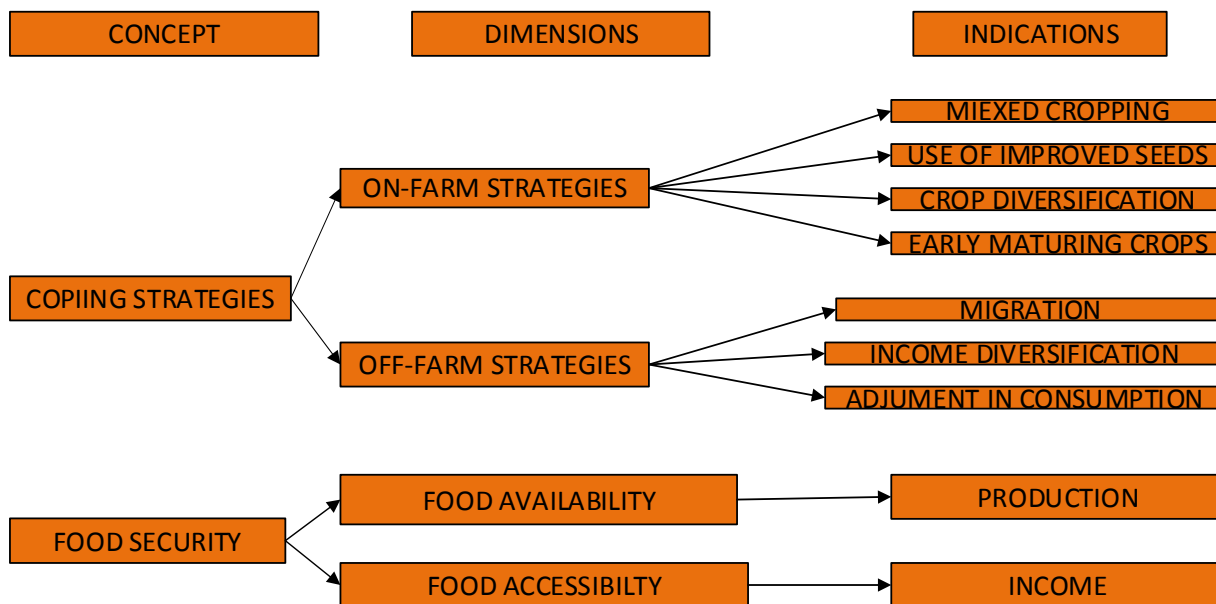 CONCEPT
DIMENSIONS
INDICATIONS
MIEXED CROPPING
USE OF IMPROVED SEEDS
ON-FARM STRATEGIES
CROP DIVERSIFICATION
EARLY MATURING CROPS
COPIING STRATEGIES
MIGRATION
INCOME DIVERSIFICATION
OFF-FARM STRATEGIES
ADJUMENT IN CONSUMPTION
FOOD AVAILABILITY
PRODUCTION
FOOD SECURITY
FOOD ACCESSIBILTY
INCOME